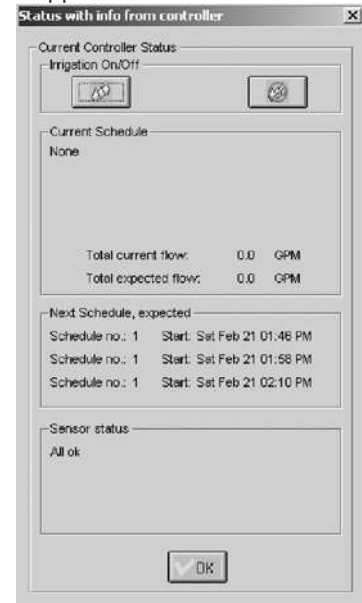 Status with info from controller
Current Controller Status
Irrigation On/Off
Current Schedule
None
Total current flow: 0.0 GPM
Total expected flow: 0.0 GPM
Next Schedule, expected
Schedule no.: 1 Start: Sat Feb 21 01:46 PM
Schedule no.: 1 Start: Sat Feb 21 01:58 PM
Schedule no.: 1 Start: Sat Feb 21 02:10 PM
Sensor status
All ok
OK